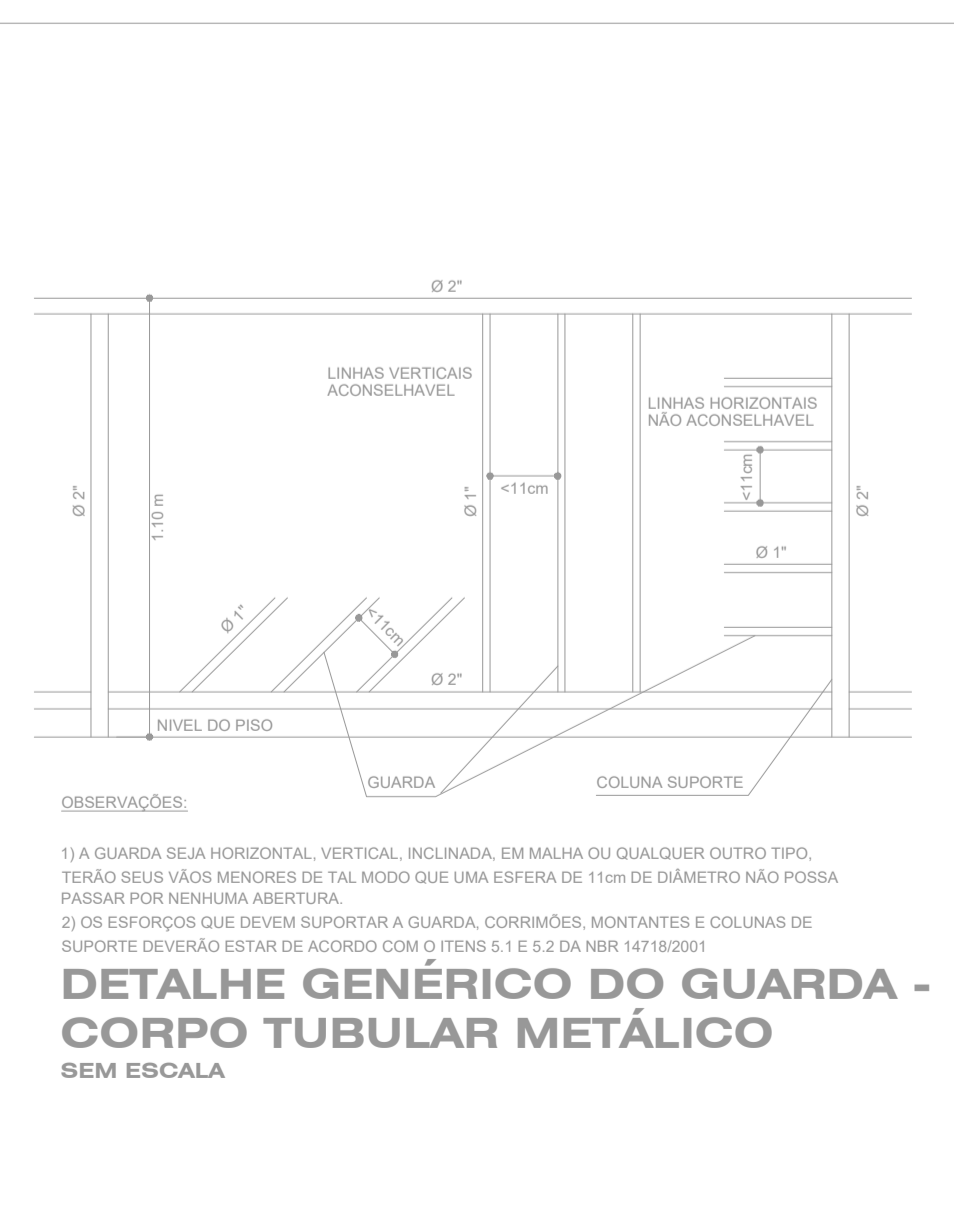 Ø 2"
LINHAS VERTICAIS
ACONSELHAVEL
LINHAS HORIZONTAIS
NÃO ACONSELHAVEL
Ø 2"
1.10 m
Ø 1"
<11cm
<11cm
Ø 2"
Ø 1"
Ø 1"
<11cm
Ø 2"
NIVEL DO PISO
GUARDA
COLUNA SUPORTE
OBSERVAÇÕES:
1) A GUARDA SEJA HORIZONTAL, VERTICAL, INCLINADA, EM MALHA OU QUALQUER OUTRO TIPO,
TERÃO SEUS VÃOS MENORES DE TAL MODO QUE UMA ESFERA DE 11cm DE DIÂMETRO NÃO POSSA
PASSAR POR NENHUMA ABERTURA.
2) OS ESFORÇOS QUE DEVEM SUPORTAR A GUARDA, CORRIMÕES, MONTANTES E COLUNAS DE
SUPORTE DEVERÃO ESTAR DE ACORDO COM O ITENS 5.1 E 5.2 DA NBR 14718/2001
DETALHE GENÉRICO DO GUARDA -
CORPO TUBULAR METÁLICO
SEM ESCALA